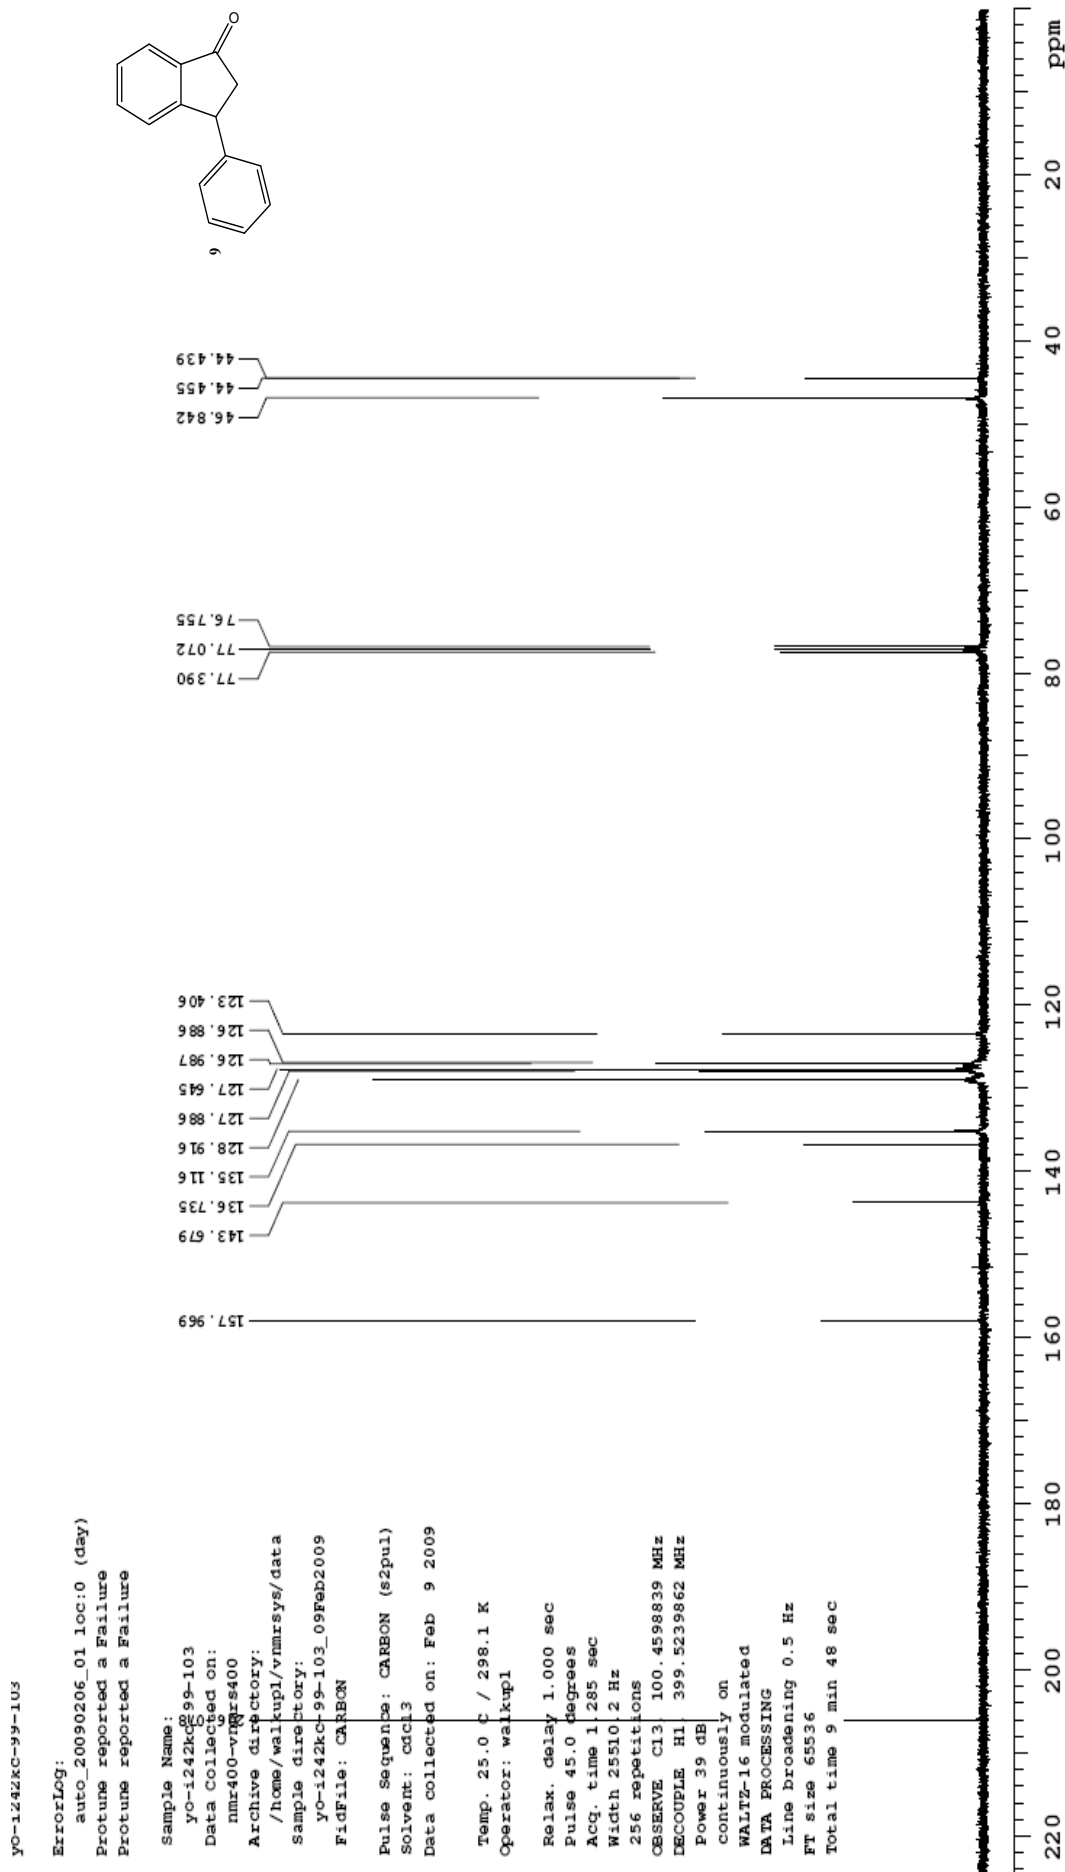 yo-i242kc-99-103
ErrorLog:
auto_20090206_01 loc:0 (day)
Protune reported a Failure
Protune reported a Failure
Sample Name:
yo-i242kc-99-103
Data Collected on:
nmr400-vnmrs400
Archive directory:
/home/walkup1/vnmrsys/data
Sample directory:
yo-i242kc-99-103_09Feb2009
FidFile: CARBON
Pulse Sequence: CARBON (s2pul)
Solvent: cdcl3
Data collected on: Feb 9 2009
Temp. 25.0 C / 298.1 K
Operator: walkup1
Relax. delay 1.000 sec
Pulse 45.0 degrees
Acq. time 1.285 sec
Width 25510.2 Hz
256 repetitions
OBSERVE C13, 100.4598839 MHz
DECOUPLE H1, 399.5239862 MHz
Power 39 dB
continuously on
WALTZ-16 modulated
DATA PROCESSING
Line broadening 0.5 Hz
FT size 65536
Total time 9 min 48 sec
206.078
157.969
143.679
136.735
135.116
128.916
127.886
127.645
126.987
126.886
123.406
77.390
77.072
76.755
46.842
44.455
44.439
O
9
220 200 180 160 140 120 100 80 60 40 20 ppm